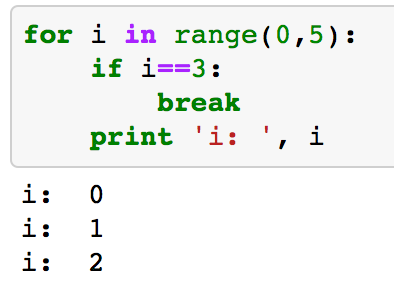 for i in range(0,5):
    if i==3:
        break
    print 'i: ', i
i:  0
i:  1
i:  2